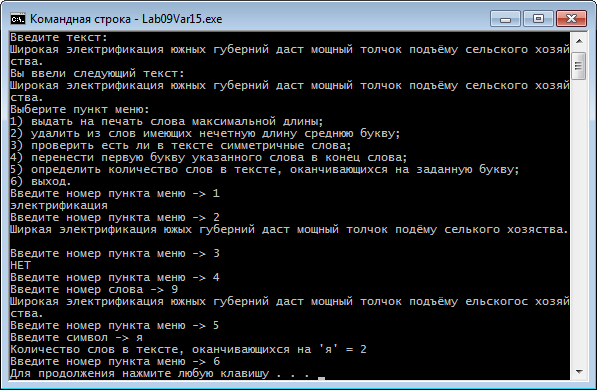 Командная строка - Lab09Var15.exe
Введите текст:
Широкая электрификация южных губерний даст мощный толчок подъёму сельского хозяй
ства.
Вы ввели следующий текст:
Широкая электрификация южных губерний даст мощный толчок подъёму сельского хозяй
ства.
Выберите пункт меню:
1) выдать на печать слова максимальной длины;
2) удалить из слов имеющих нечетную длину среднюю букву;
3) проверить есть ли в тексте симметричные слова;
4) перенести первую букву указанного слова в конец слова;
5) определить количество слов в тексте, оканчивающихся на заданную букву;
6) выход.
Введите номер пункта меню -> 1
электрификация
Введите номер пункта меню -> 2
Ширкая электрификация южых губерний даст мощный толчок подёму селького хозяства.
Введите номер пункта меню -> 3
НЕТ
Введите номер пункта меню -> 4
Введите номер слова -> 9
Широкая электрификация южных губерний даст мощный толчок подъёму ельскогос хозяй
ства.
Введите номер пункта меню -> 5
Введите символ -> я
Количество слов в тексте, оканчивающихся на 'я' = 2
Введите номер пункта меню -> 6
Для продолжения нажмите любую клавишу . . . _